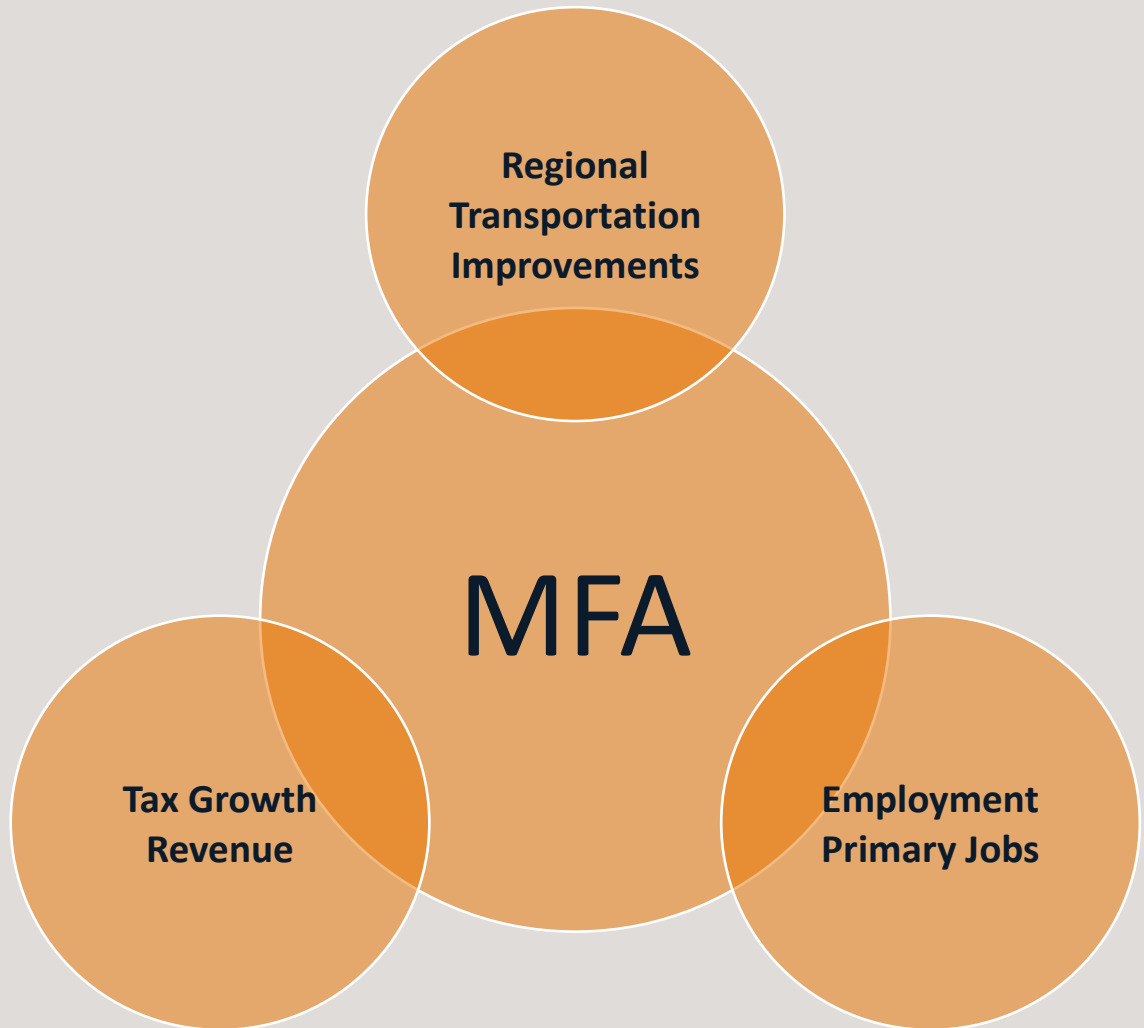 Regional
Transportation
Improvements
MFA
Tax Growth
Revenue
Employment
Primary Jobs